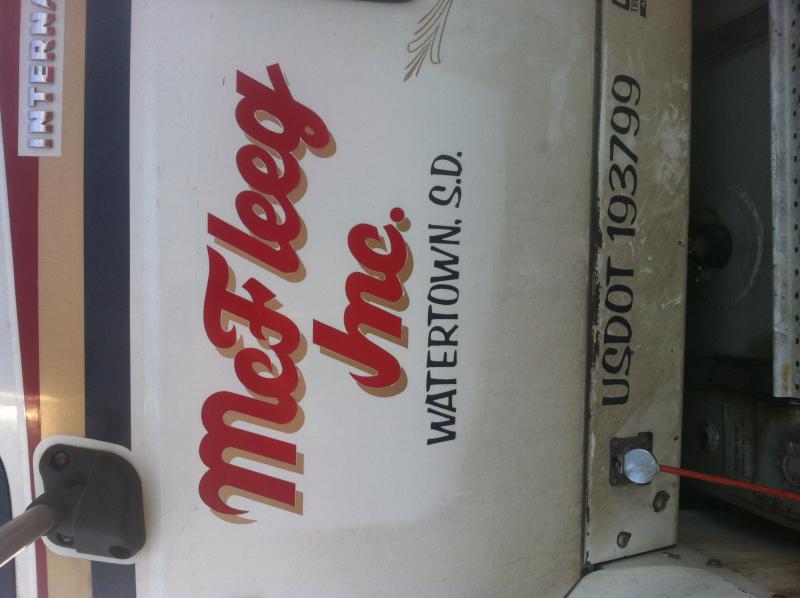 INTERNA
McFleeg
Inc.
WATERTOWN, S.D.
USDOT 193799